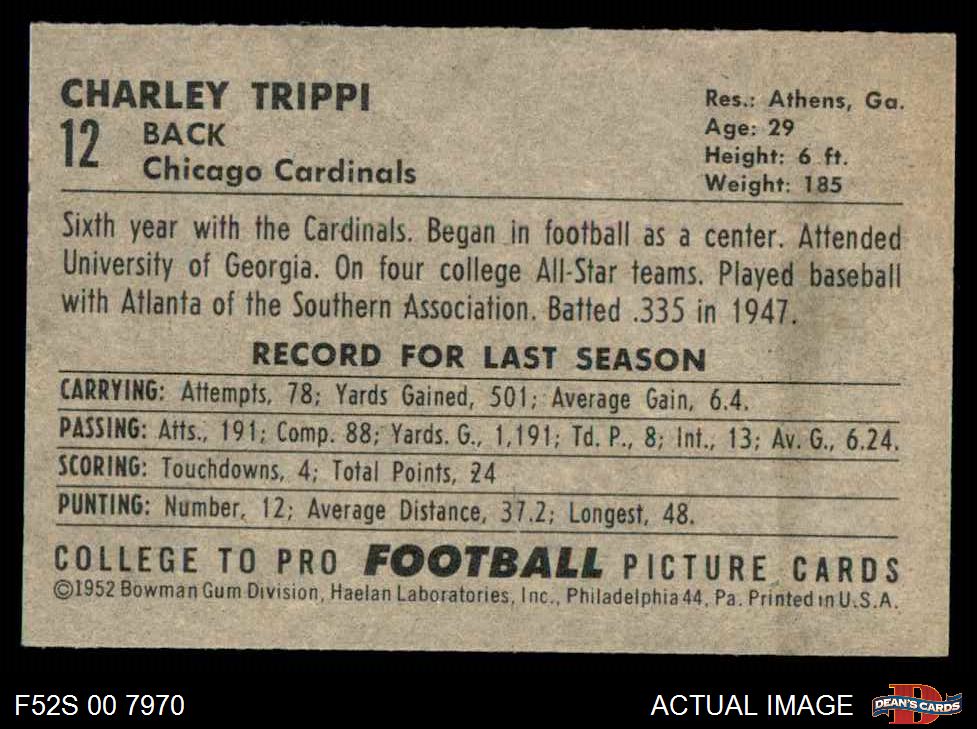 CHARLEY TRIPPI
12 BACK
Chicago Cardinals
Res.: Athens, Ga.
Age: 29
Height: 6 ft.
Weight: 185
Sixth year with the Cardinals. Began in football as a center. Attended
University of Georgia. On four college All-Star teams. Played baseball
with Atlanta of the Southern Association. Batted .335 in 1947.
RECORD FOR LAST SEASON
CARRYING: Attempts, 78; Yards Gained, 501; Average Gain, 6.4.
PASSING: Atts., 191; Comp. 88; Yards. G., 1,191; Td. P., 8; Int., 13; Av. G., 6.24.
SCORING: Touchdowns, 4; Total Points, 24
PUNTING: Number, 12; Average Distance, 37.2; Longest, 48.
COLLEGE TO PRO FOOTBALL PICTURE CARDS
©1952 Bowman Gum Division, Haelan Laboratories, Inc., Philadelphia 44, Pa. Printed in U.S.A.
F52S 00 7970
ACTUAL IMAGE
D
DEAN'S CARDS